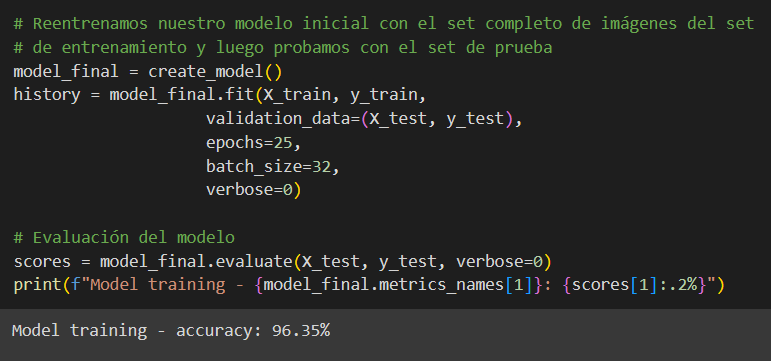 # Reentrenamos nuestro modelo inicial con el set completo de imágenes del set
# de entrenamiento y luego probamos con el set de prueba
model_final = create_model()
history = model_final.fit(X_train, y_train,
validation_data=(X_test, y_test),
epochs=25,
batch_size=32,
verbose=0)
# Evaluación del modelo
scores = model_final.evaluate(X_test, y_test, verbose=0)
print(f"Model training - {model_final.metrics_names[1]}: {scores[1]:.2%}")
Model training - accuracy: 96.35%